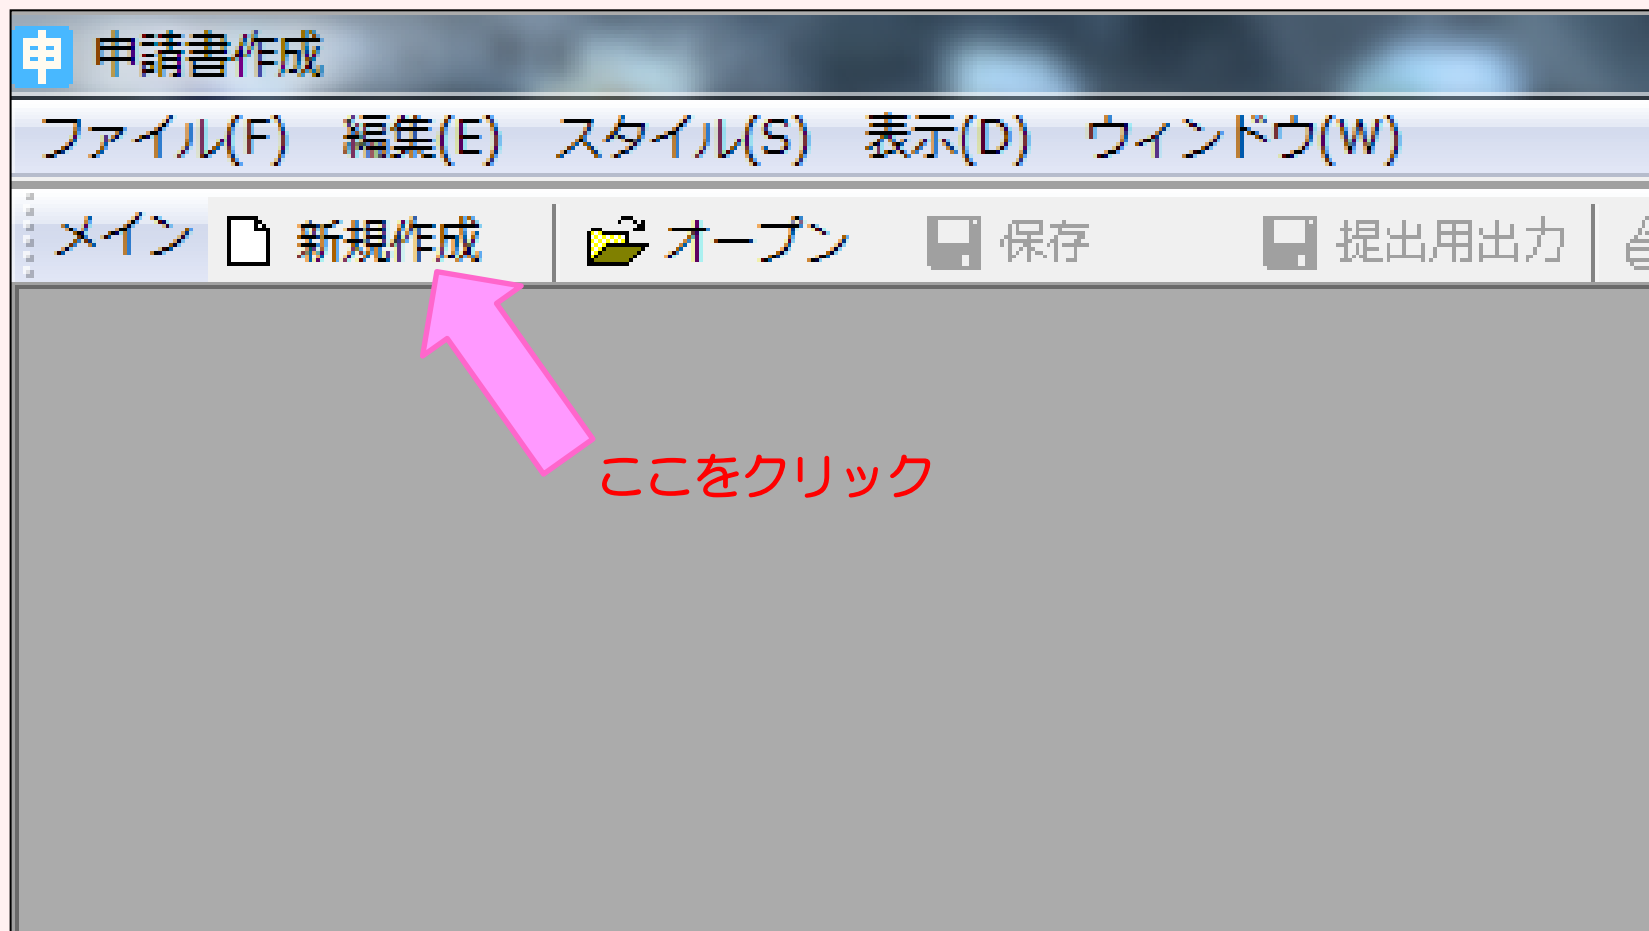 申 申請書作成
ファイル(F) 編集(E) スタイル(S) 表示(D) ウィンドウ(W)
メイン 新規作成 オープン 保存 提出用出力
ここをクリック